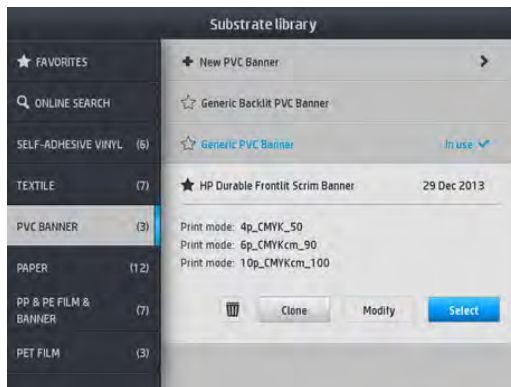 Substrate library
FAVORITES
ONLINE SEARCH
SELF-ADHESIVE VINYL (6)
TEXTILE (7)
PVC BANNER (3)
PAPER (12)
PP & PE FILM &
BANNER (7)
PET FILM (3)
New PVC Banner
Generic Backlit PVC Banner
Generic PVC Banner In use
HP Durable Frontlit Scrim Banner 29 Dec 2013
Print mode: 4p_CMYK_50
Print mode: 6p_CMYKcm_90
Print mode: 10p_CMYKcm_100
Clone Modify Select